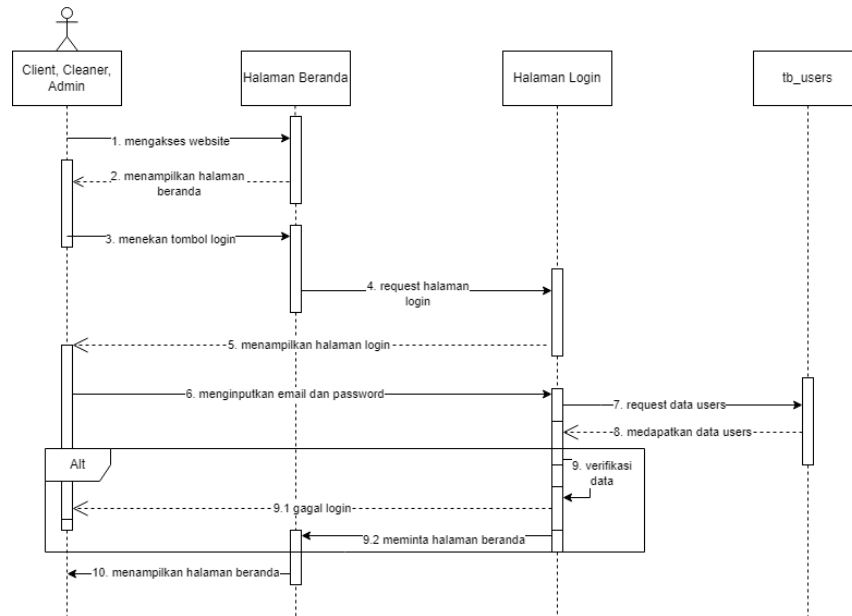 Client, Cleaner,
Admin
Halaman Beranda
Halaman Login
tb_users
1. mengakses website
2. menampilkan halaman
beranda
3. menekan tombol login
4. request halaman
login
5. menampilkan halaman login
6. menginputkan email dan password
7. request data users
8. medapatkan data users
Alt
9. verifikasi
data
9.1 gagal login
9.2 meminta halaman beranda
10. menampilkan halaman beranda